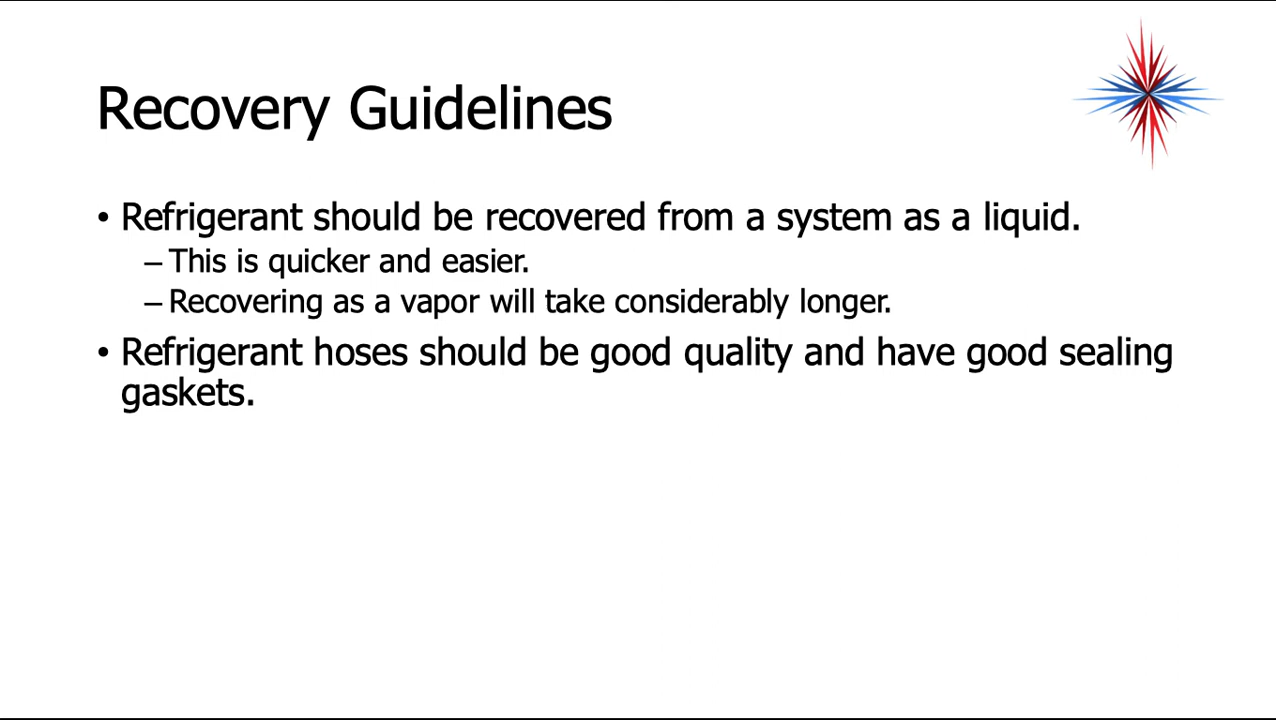 Recovery Guidelines
• Refrigerant should be recovered from a system as a liquid.
– This is quicker and easier.
– Recovering as a vapor will take considerably longer.
• Refrigerant hoses should be good quality and have good sealing
gaskets.